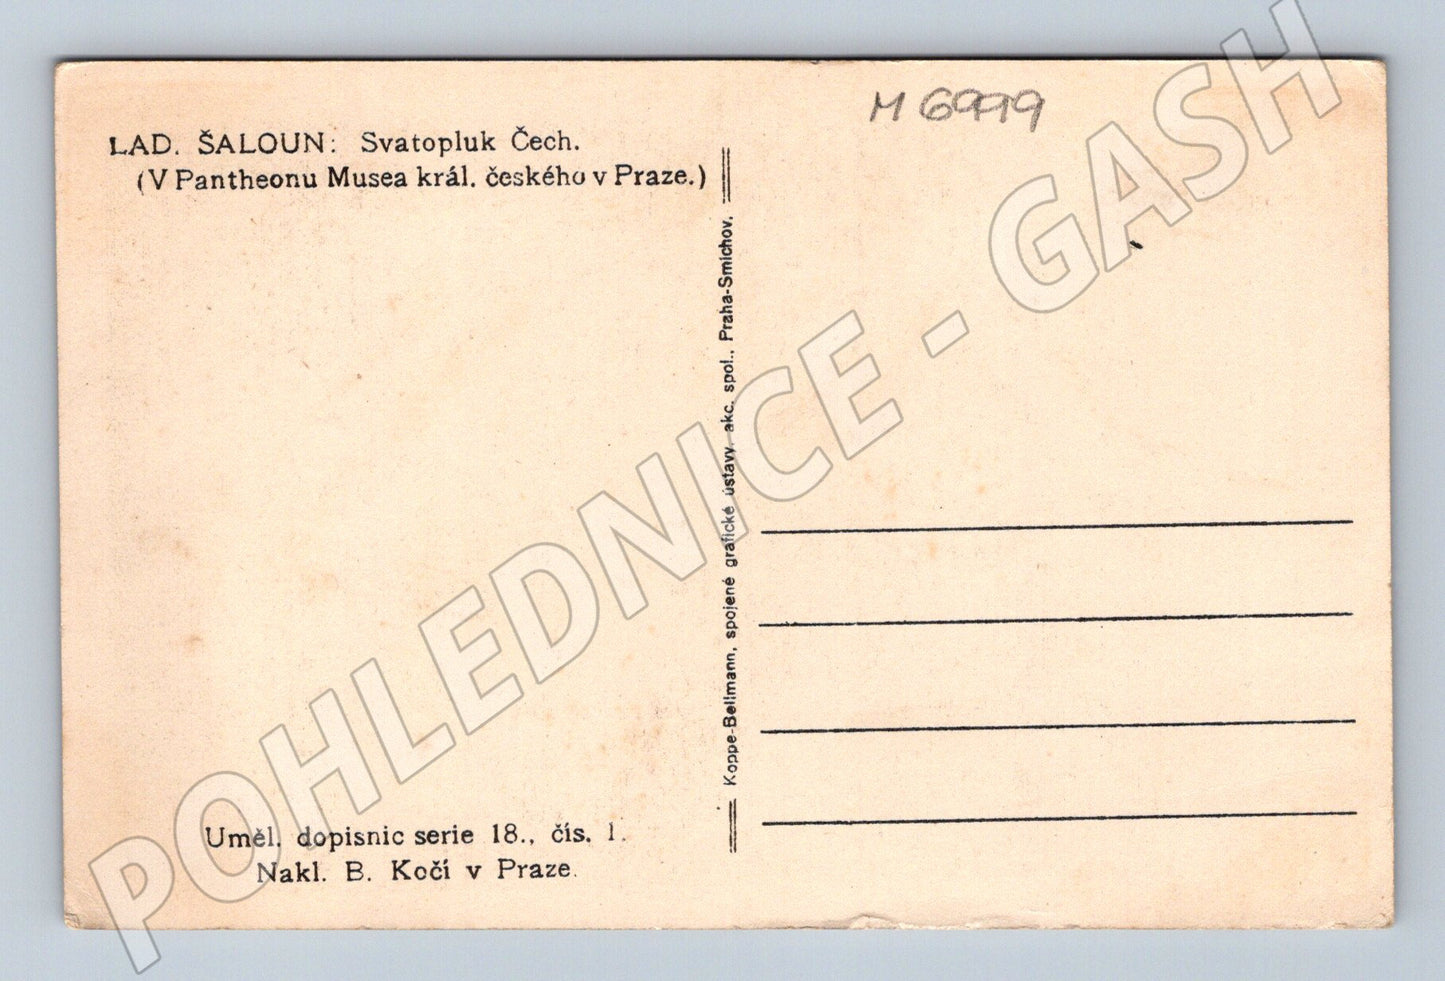 LAD. ŠALOUN: Svatopluk Čech.
(V Pantheonu Musea král. českého v Praze.)
M 6999
Koppe-Bellmann, spojené grafické ústavy, akc. spol., Praha-Smíchov.
Uměl. dopisnic serie 18., čís. 1.
Nakl. B. Kočí v Praze.
POHLEDNICE - GASH